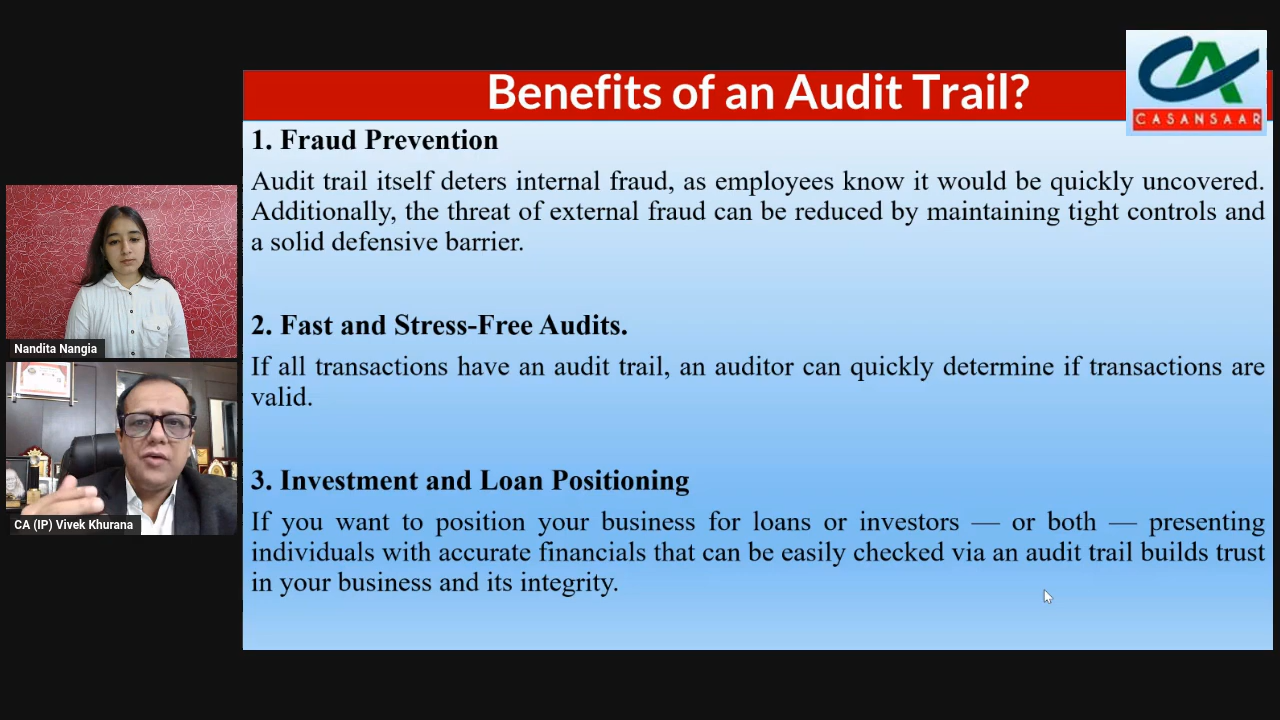 Benefits of an Audit Trail?
CASANSAAR
1. Fraud Prevention
Audit trail itself deters internal fraud, as employees know it would be quickly uncovered.
Additionally, the threat of external fraud can be reduced by maintaining tight controls and
a solid defensive barrier.
2. Fast and Stress-Free Audits.
If all transactions have an audit trail, an auditor can quickly determine if transactions are
valid.
3. Investment and Loan Positioning
If you want to position your business for loans or investors — or both — presenting
individuals with accurate financials that can be easily checked via an audit trail builds trust
in your business and its integrity.
Nandita Nangia
CA (IP) Vivek Khurana